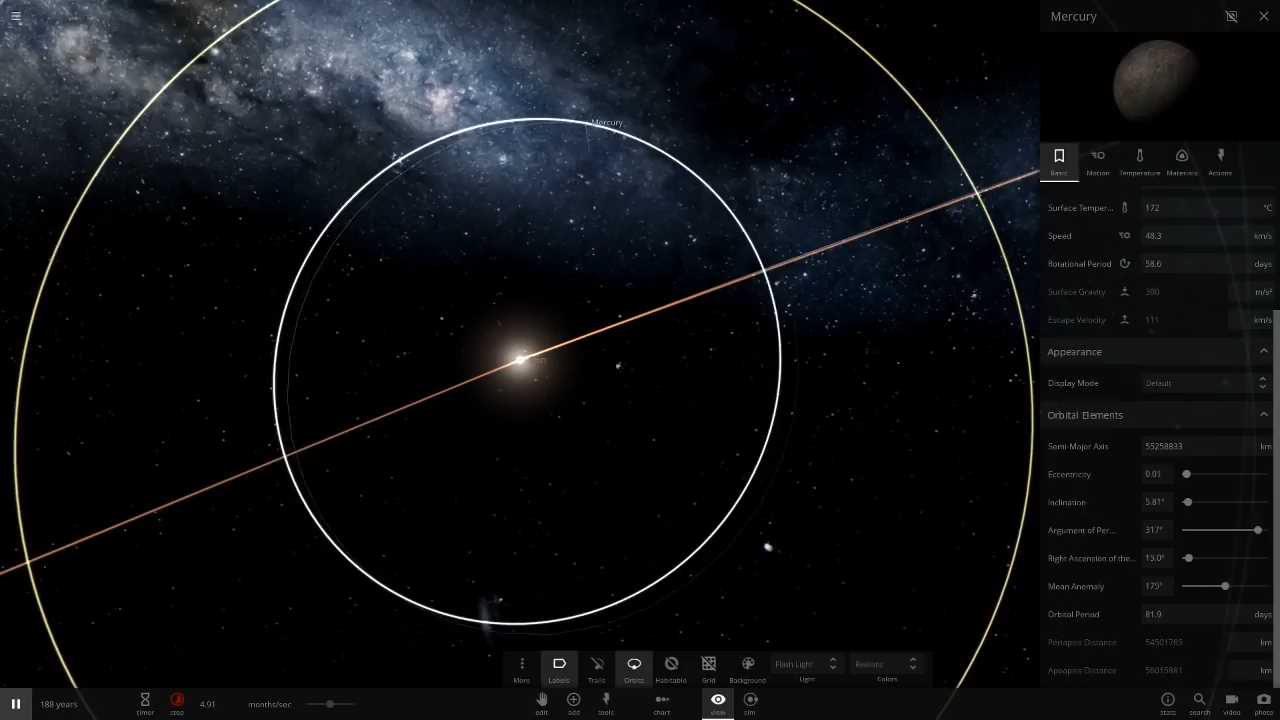 Mercury
Mercury
Basic
Motion
Temperature
Materials
Actions
Surface Temper... 172 °C
Speed 48.3 km/s
Rotational Period 58.6 days
Surface Gravity 300 m/s²
Escape Velocity 111 km/s
Appearance
Display Mode Default
Orbital Elements
Semi-Major Axis 55258833 km
Eccentricity 0.01
Inclination 5.81°
Argument of Per... 317°
Right Ascension of the... 15.0°
Mean Anomaly 175°
Orbital Period 81.9 days
Periapsis Distance 54501785 km
Apoapsis Distance 56015881 km
More
Labels
Trails
Orbits
Habitable
Grid
Background
Flash Light
Light
Realistic
Colors
188 years
timer
step
4.91 months/sec
edit
add
tools
chart
view
sim
stats
search
video
photo